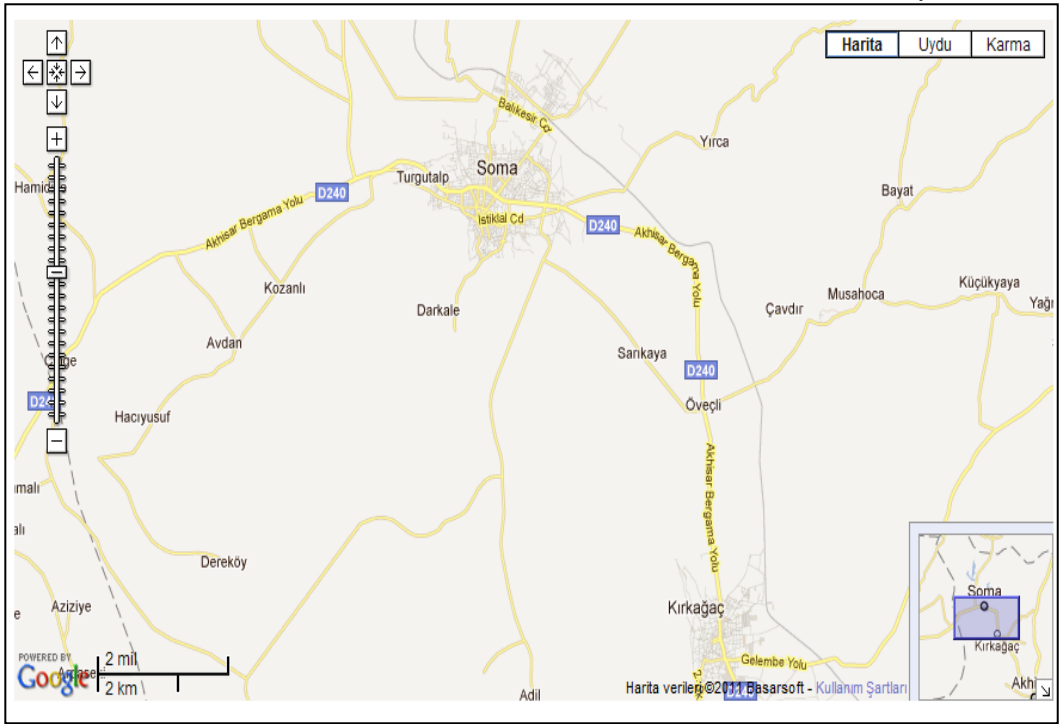 Harita Uydu Karma
Balıkesir Cd
Yırca
Soma
Turgutalp
D240
Bayat
Akhisar Bergama Yolu
İstiklal Cd
D240
Akhisar Bergama Yolu
Kozanlı
Küçükyaya
Musahoca
Darkale
Çavdır
Avdan
Sarıkaya
D240
Öveçli
Hacıyusuf
Akhisar Bergama Yolu
Dereköy
Soma
Aziziye
Kırkağaç
Kırkağaç
Gelembe Yolu
POWERED BY
Google
2 mil
2 km
Adil
Harita verileri ©2011 Basarsoft - Kullanım Şartları